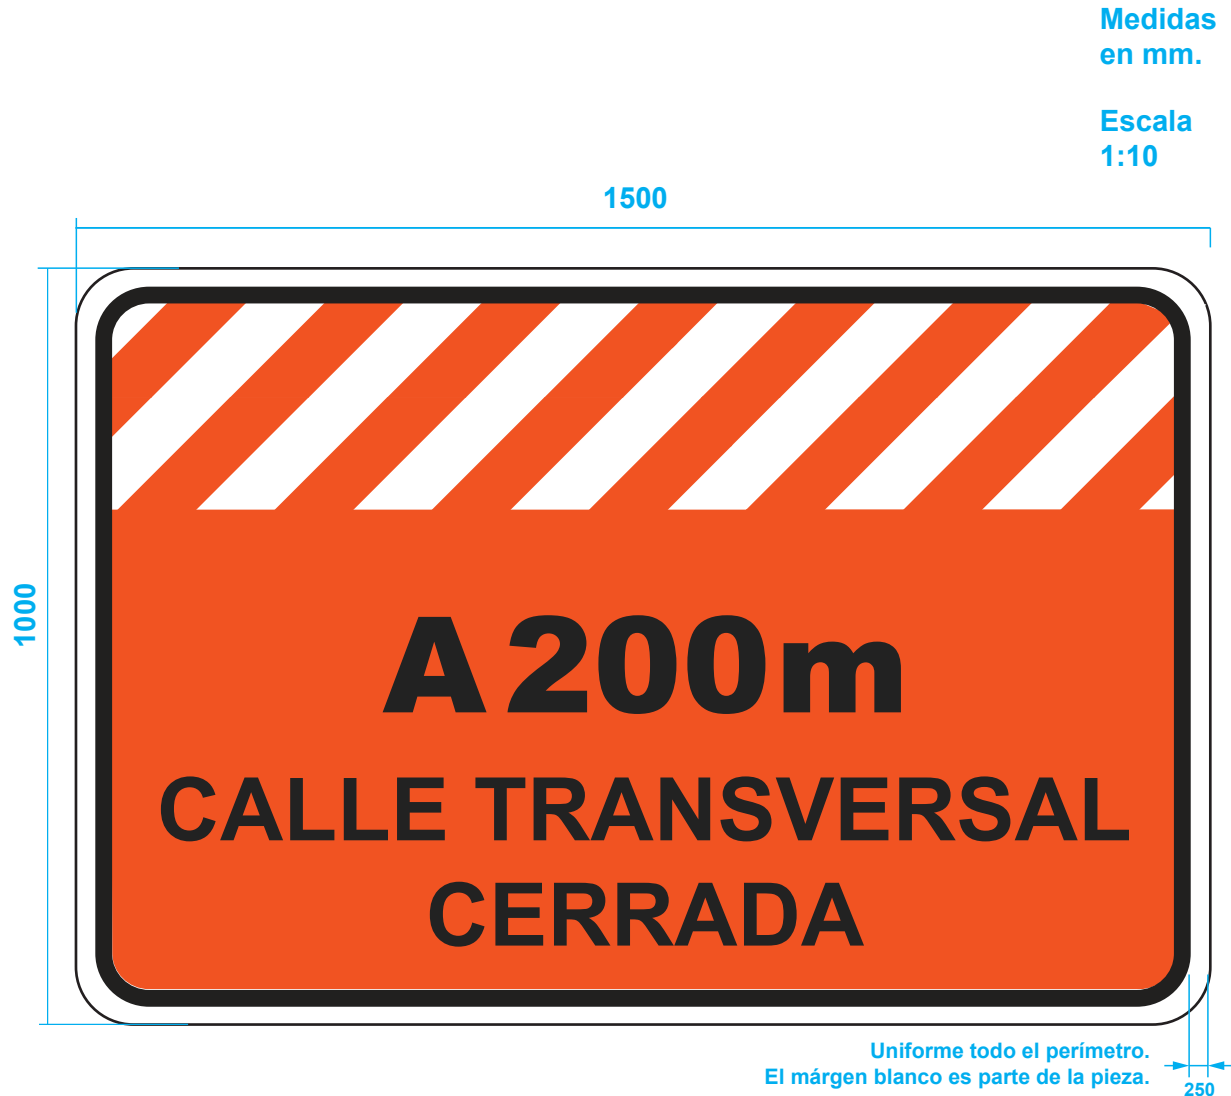 Medidas
en mm.
Escala
1:10
1500
1000
A 200 m
CALLE TRANSVERSAL
CERRADA
Uniforme todo el perímetro.
El márgen blanco es parte de la pieza.
250